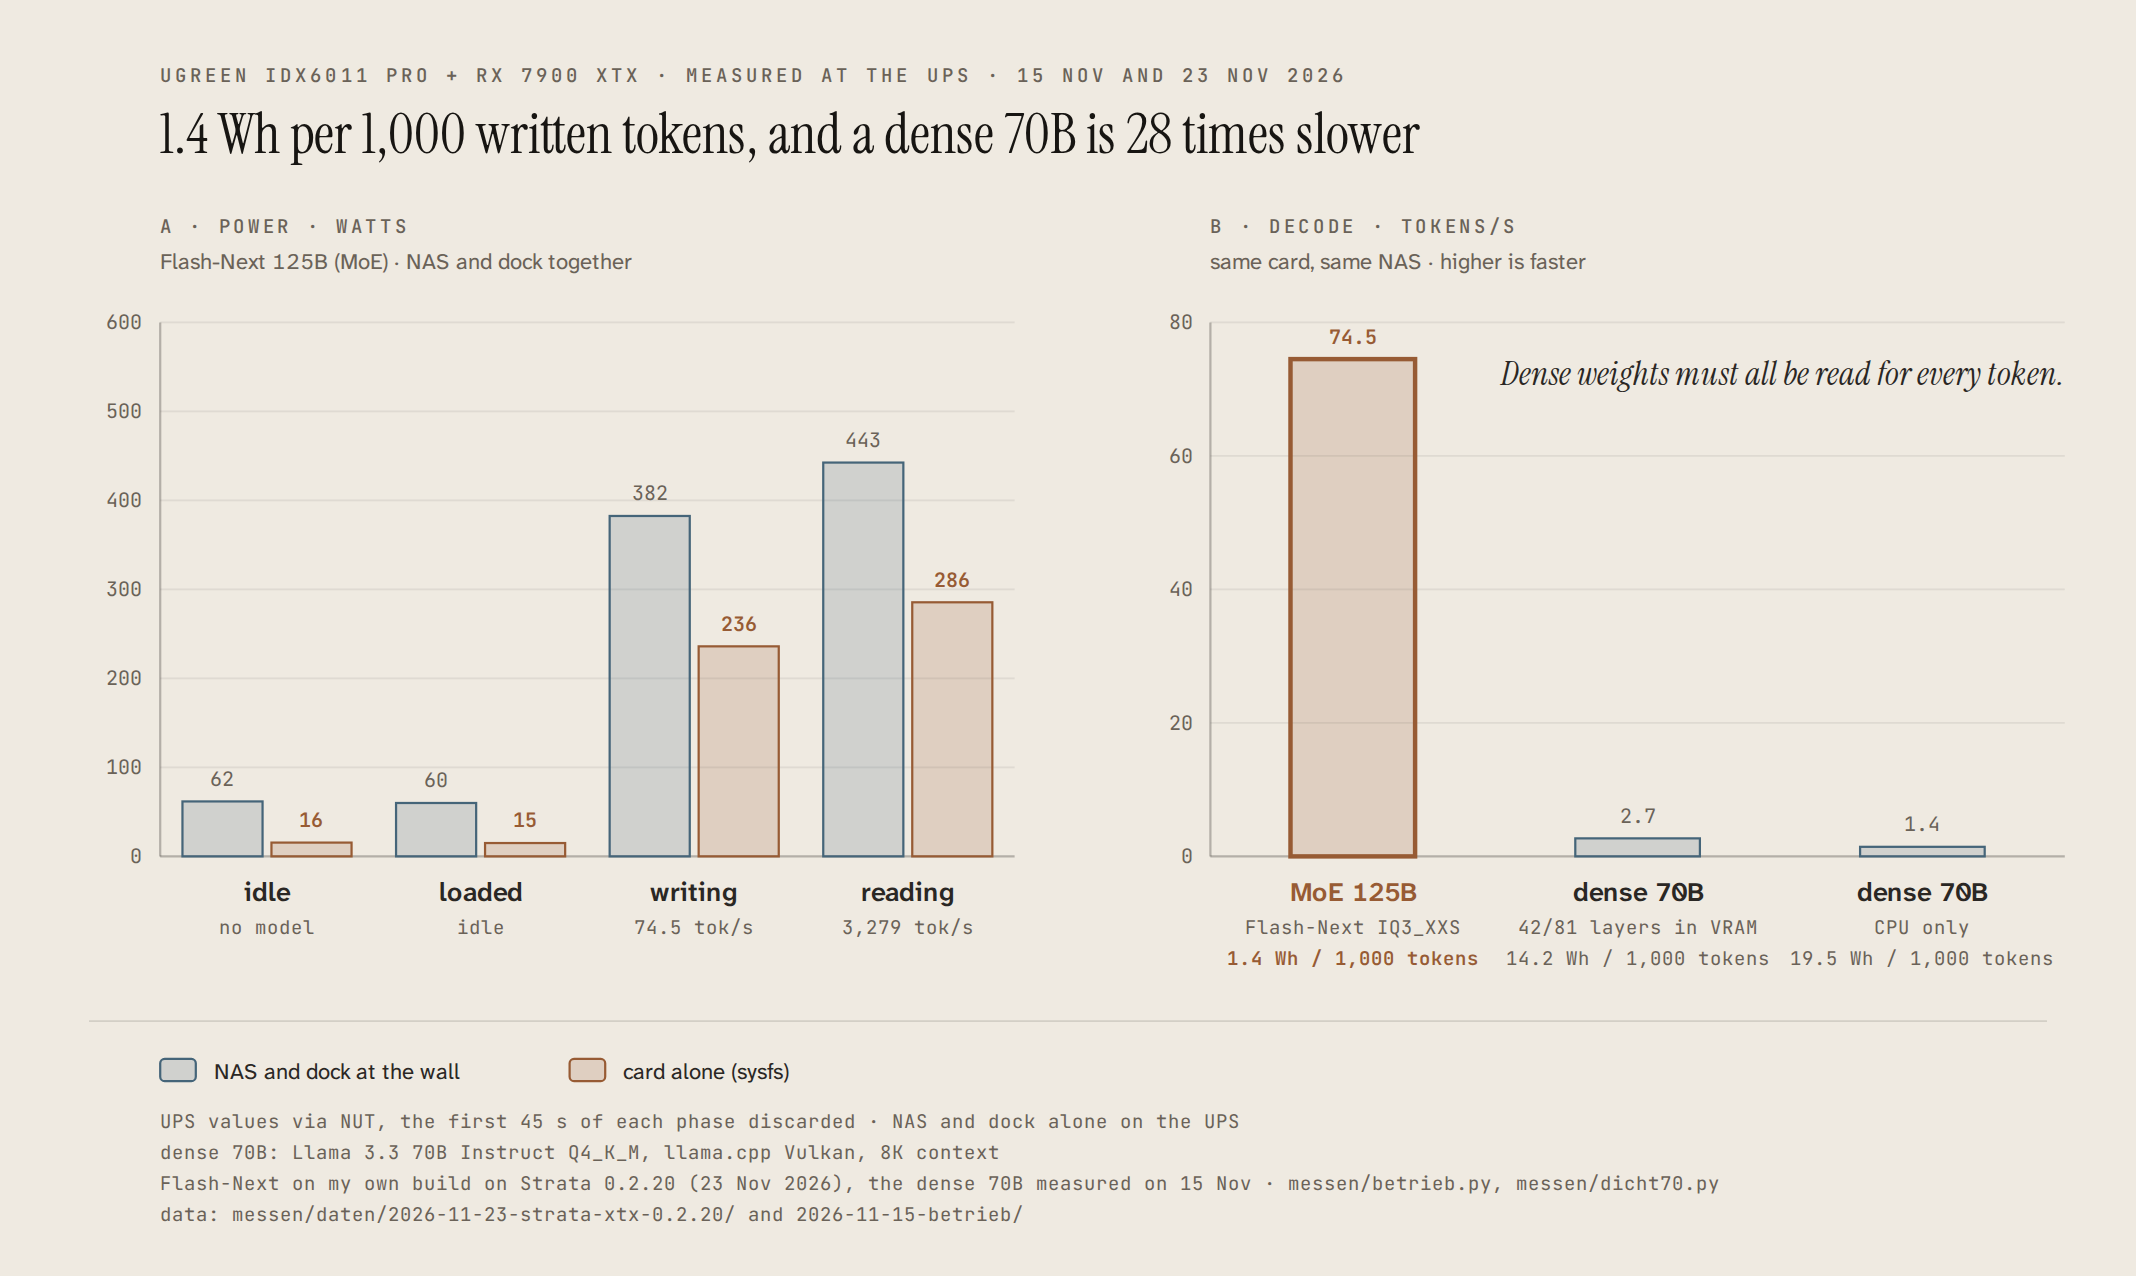 UGREEN IDX6011 PRO + RX 7900 XTX · MEASURED AT THE UPS · 15 NOV AND 23 NOV 2026
1.4 Wh per 1,000 written tokens, and a dense 70B is 28 times slower
A · POWER · WATTS
Flash-Next 125B (MoE) · NAS and dock together
600
500
400
300
200
100
0
62
16
60
15
382
236
443
286
idle
no model
loaded
idle
writing
74.5 tok/s
reading
3,279 tok/s
B · DECODE · TOKENS/S
same card, same NAS · higher is faster
80
60
40
20
0
74.5
Dense weights must all be read for every token.
2.7
1.4
MoE 125B
Flash-Next IQ3_XXS
1.4 Wh / 1,000 tokens
dense 70B
42/81 layers in VRAM
14.2 Wh / 1,000 tokens
dense 70B
CPU only
19.5 Wh / 1,000 tokens
NAS and dock at the wall
card alone (sysfs)
UPS values via NUT, the first 45 s of each phase discarded · NAS and dock alone on the UPS
dense 70B: Llama 3.3 70B Instruct Q4_K_M, llama.cpp Vulkan, 8K context
Flash-Next on my own build on Strata 0.2.20 (23 Nov 2026), the dense 70B measured on 15 Nov · messen/betrieb.py, messen/dicht70.py
data: messen/daten/2026-11-23-strata-xtx-0.2.20/ and 2026-11-15-betrieb/